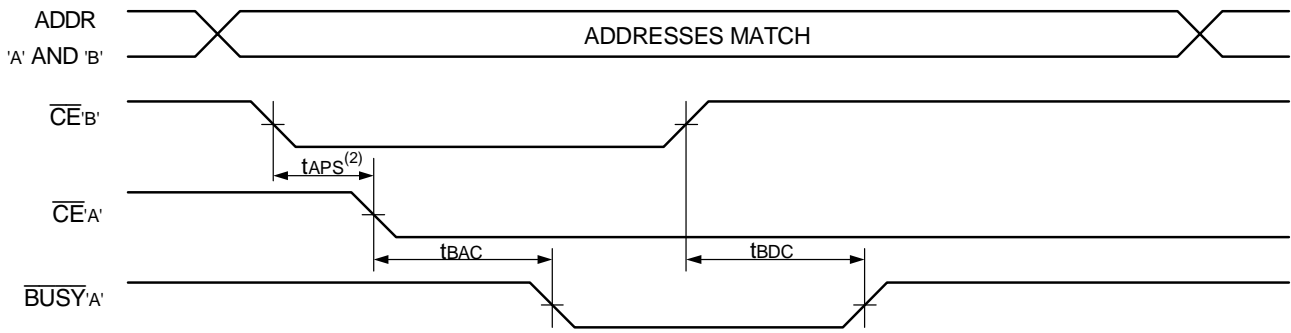 ADDR
'A' AND 'B'
ADDRESSES MATCH
CE'B'
tAPS(2)
CE'A'
tBAC
tBDC
BUSY'A'